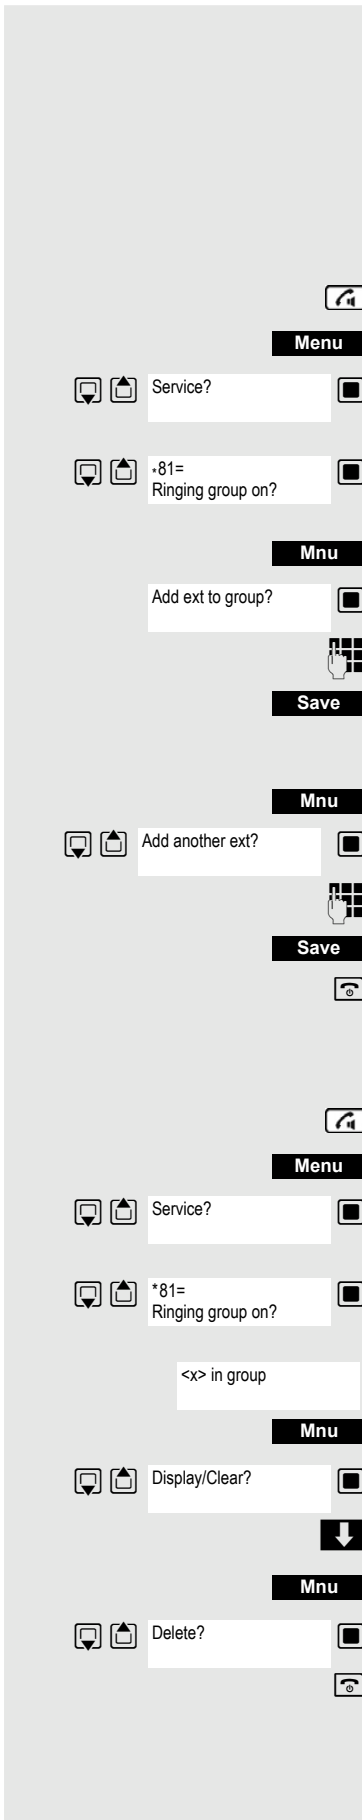 Menu
Service?
*81=
Ringing group on?
Mnu
Add ext to group?
Save
Mnu
Add another ext?
Save
Menu
Service?
*81=
Ringing group on?
<x> in group
Mnu
Display/Clear?
Mnu
Delete?